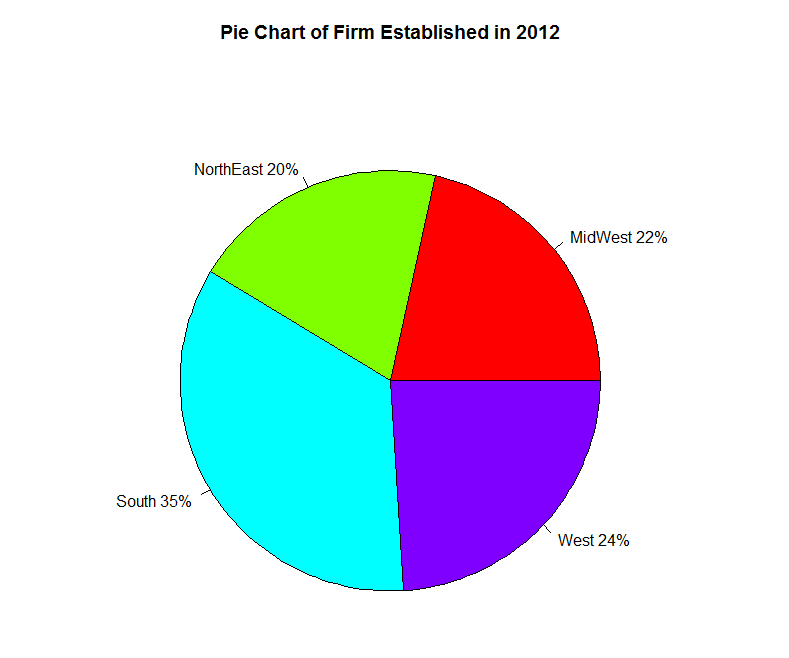 Pie Chart of Firm Established in 2012
NorthEast 20%
MidWest 22%
South 35%
West 24%